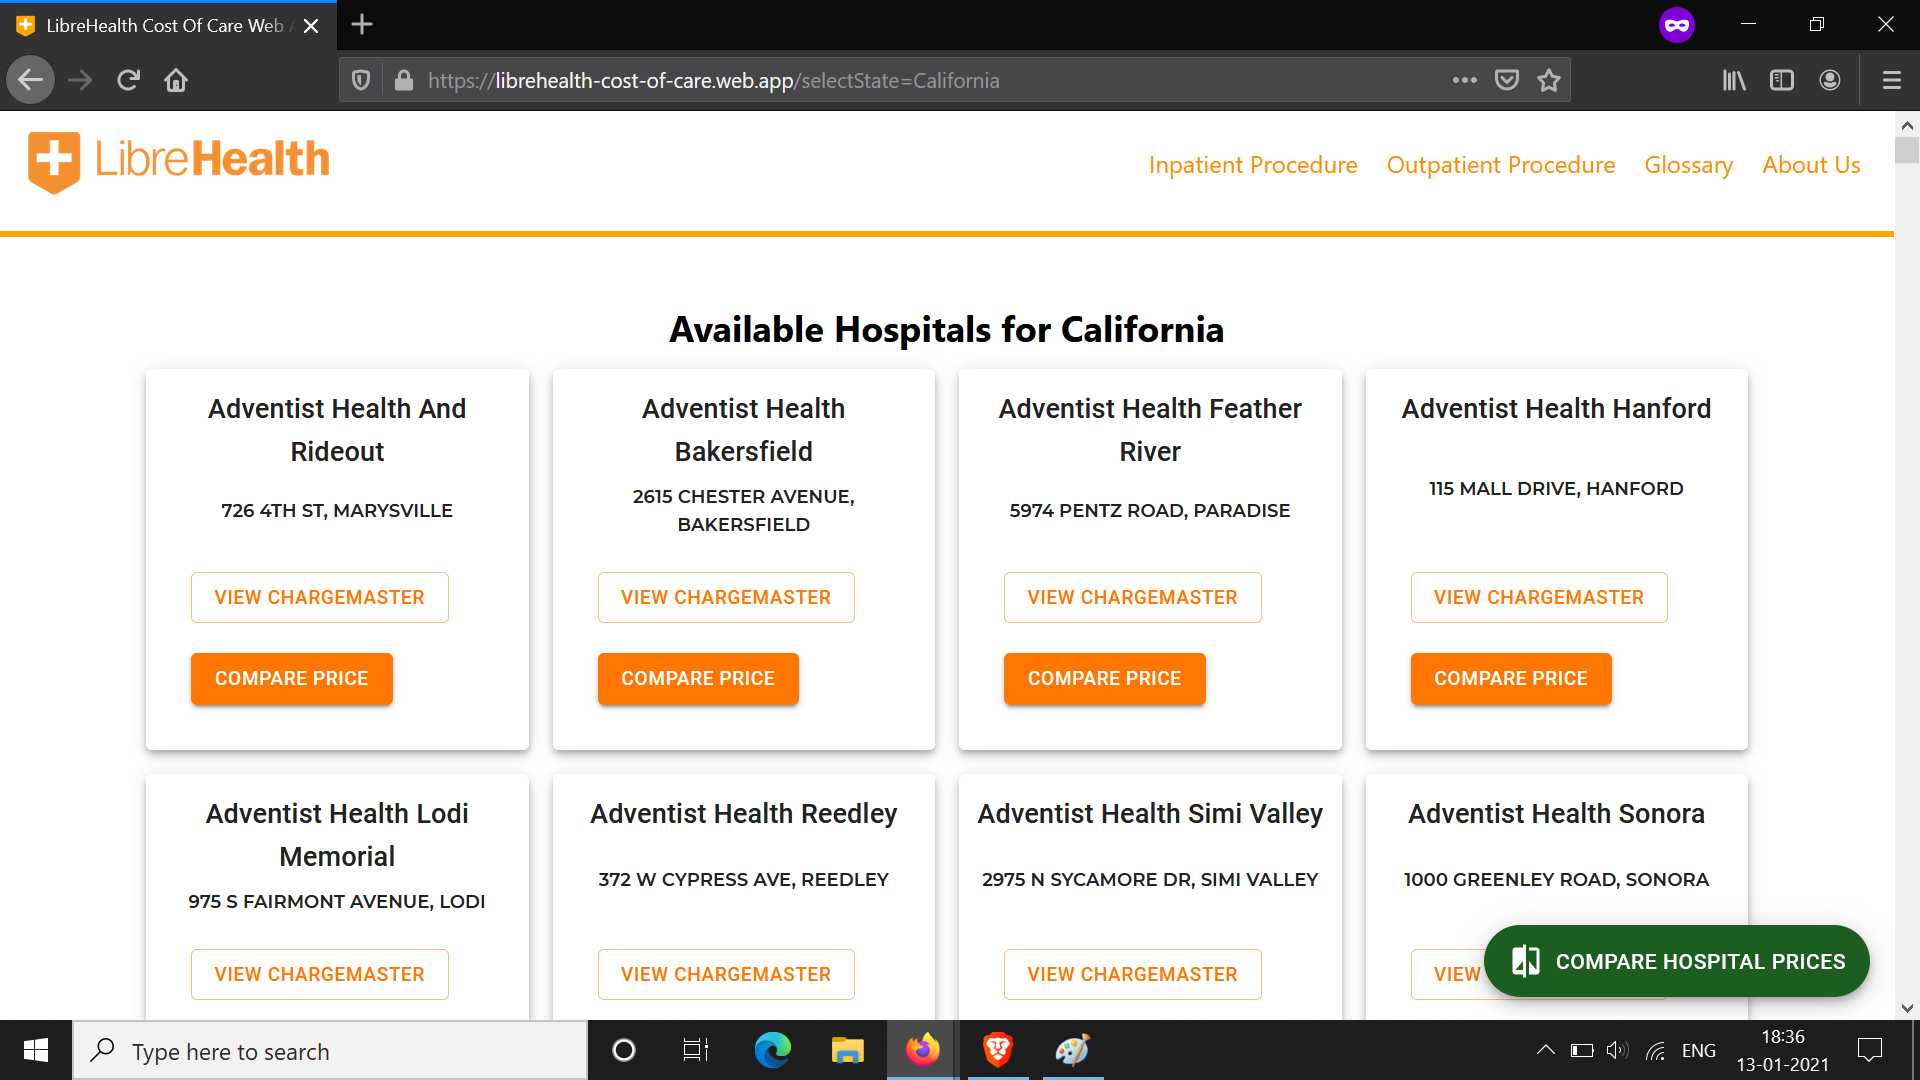 LibreHealth Cost Of Care Web
https://librehealth-cost-of-care.web.app/selectState=California
LibreHealth
Inpatient Procedure Outpatient Procedure Glossary About Us
Available Hospitals for California
Adventist Health And
Rideout
726 4TH ST, MARYSVILLE
VIEW CHARGEMASTER
COMPARE PRICE
Adventist Health
Bakersfield
2615 CHESTER AVENUE,
BAKERSFIELD
VIEW CHARGEMASTER
COMPARE PRICE
Adventist Health Feather
River
5974 PENTZ ROAD, PARADISE
VIEW CHARGEMASTER
COMPARE PRICE
Adventist Health Hanford
115 MALL DRIVE, HANFORD
VIEW CHARGEMASTER
COMPARE PRICE
Adventist Health Lodi
Memorial
975 S FAIRMONT AVENUE, LODI
VIEW CHARGEMASTER
Adventist Health Reedley
372 W CYPRESS AVE, REEDLEY
VIEW CHARGEMASTER
Adventist Health Simi Valley
2975 N SYCAMORE DR, SIMI VALLEY
VIEW CHARGEMASTER
Adventist Health Sonora
1000 GREENLEY ROAD, SONORA
VIEW
COMPARE HOSPITAL PRICES
Type here to search
ENG
18:36
13-01-2021